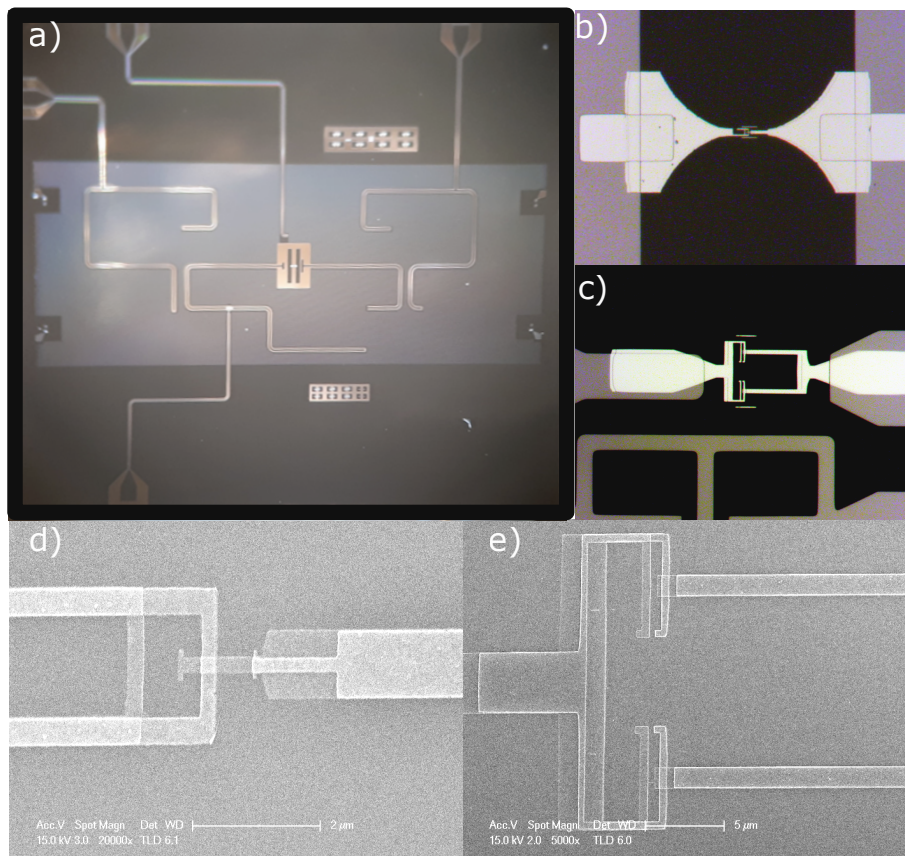 a)
b)
c)
d)
Acc.V Spot Magn Det WD
15.0 kV 3.0 20000x TLD 6.1
2 µm
e)
Acc.V Spot Magn Det WD
15.0 kV 2.0 5000x TLD 6.0
5 µm